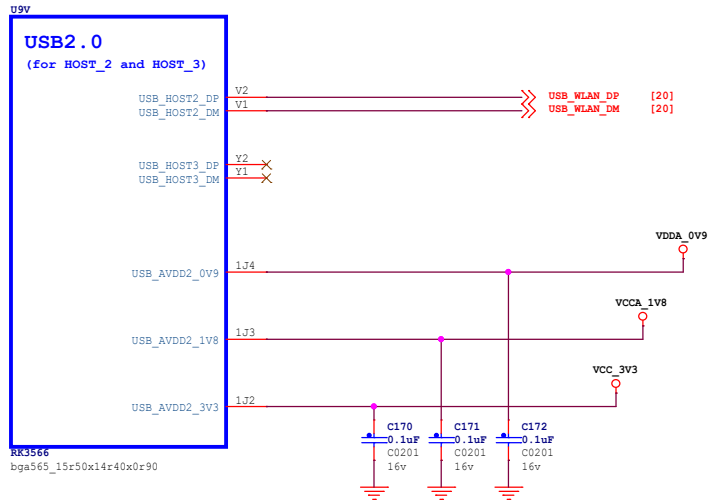 U9V
USB2.0
(for HOST_2 and HOST_3)
USB_HOST2_DP V2 USB_WLAN_DP [20]
USB_HOST2_DM V1 USB_WLAN_DM [20]
USB_HOST3_DP Y2
USB_HOST3_DM Y1
VDDA_0V9
USB_AVDD2_0V9 1J4
VCCA_1V8
USB_AVDD2_1V8 1J3
VCC_3V3
USB_AVDD2_3V3 1J2
C170 C171 C172
0.1uF 0.1uF 0.1uF
C0201 C0201 C0201
16v 16v 16v
RK3566
bga565_15r50x14r40x0r90